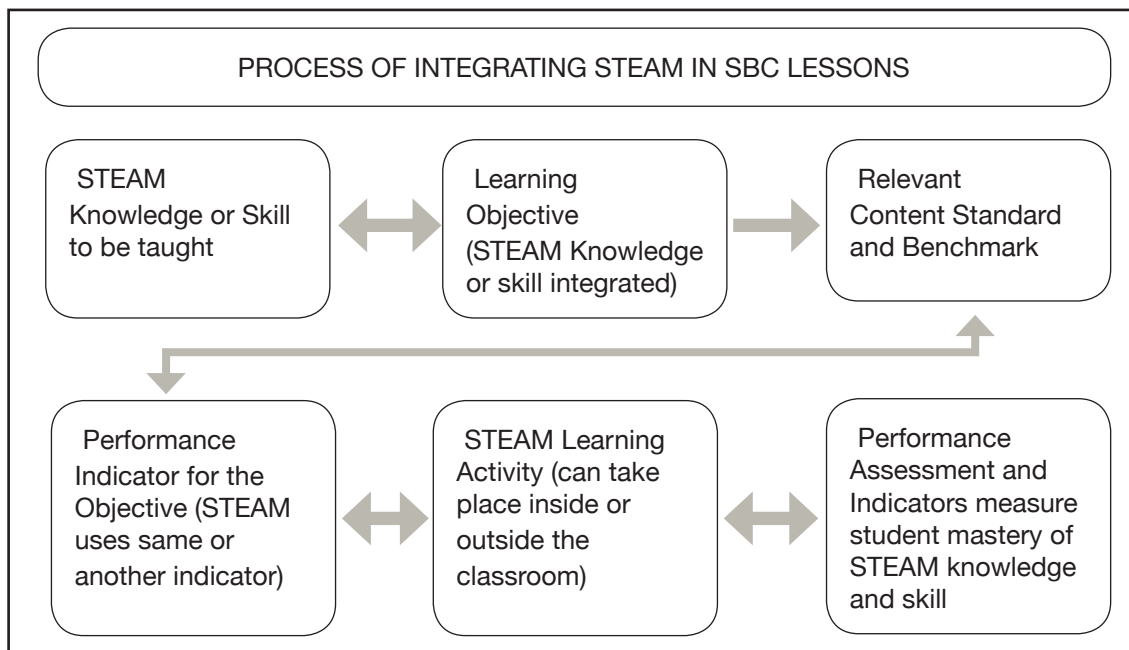 PROCESS OF INTEGRATING STEAM IN SBC LESSONS
STEAM
Knowledge or Skill
to be taught
Learning
Objective
(STEAM Knowledge
or skill integrated)
Relevant
Content Standard
and Benchmark
Performance
Indicator for the
Objective (STEAM
uses same or
another indicator)
STEAM Learning
Activity (can take
place inside or
outside the
classroom)
Performance
Assessment and
Indicators measure
student mastery of
STEAM knowledge
and skill